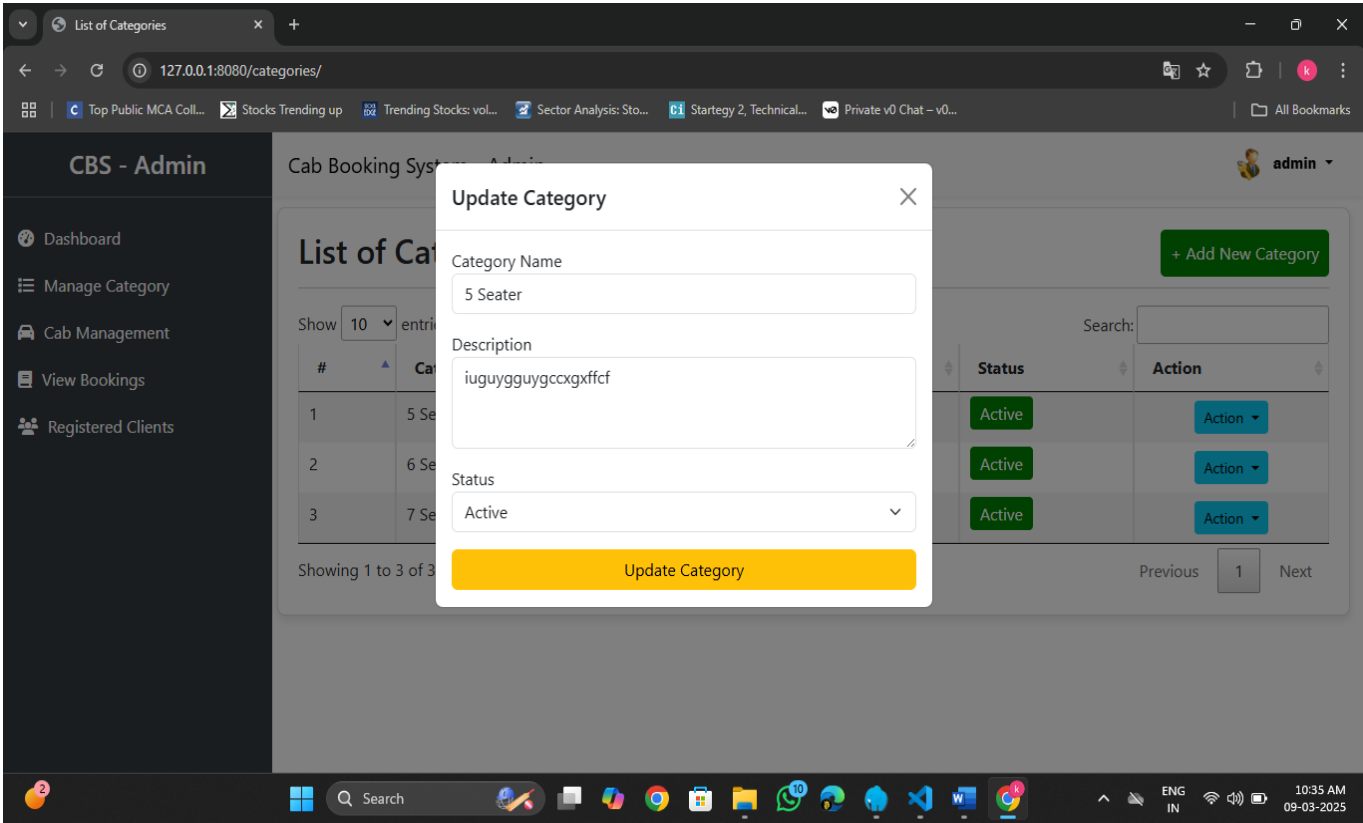 List of Categories
127.0.0.1:8080/categories/
k
Top Public MCA Coll... Stocks Trending up Trending Stocks: vol... Sector Analysis: Sto... Ci Startegy 2, Technical... Private v0 Chat – v0... All Bookmarks
CBS - Admin
Cab Booking Syst
admin
Update Category
Dashboard
Manage Category
Cab Management
View Bookings
Registered Clients
List of Cat
+ Add New Category
Category Name
5 Seater
Show 10 entri
Search:
Description
iuguygguygccxgxffcf
# Cat Status Action
1 5 Se Active Action
2 6 Se Active Action
3 7 Se Active Action
Status
Active
Update Category
Showing 1 to 3 of 3
Previous 1 Next
2
Search
10
k
ENG
IN
10:35 AM
09-03-2025